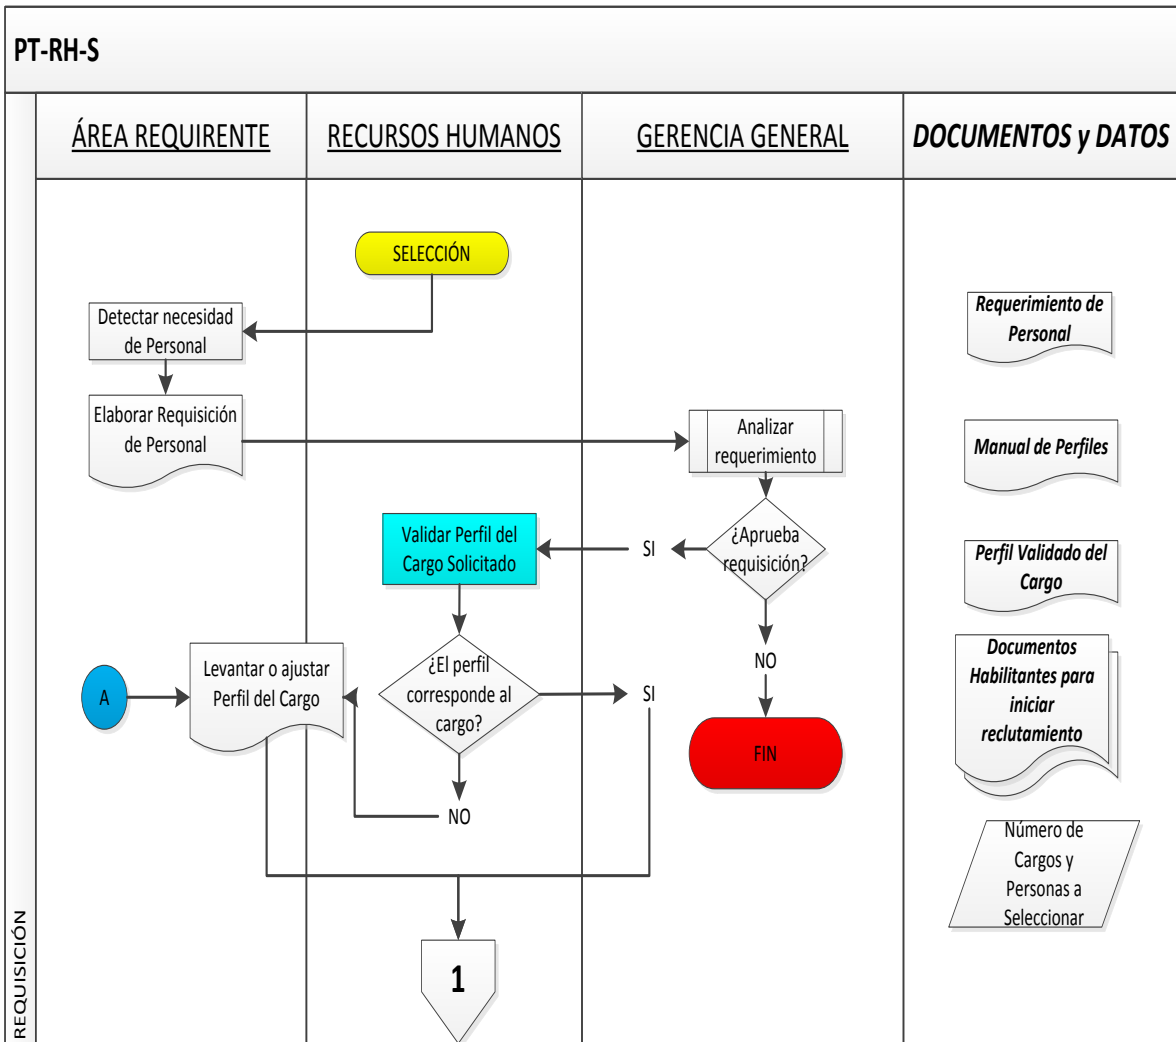 PT-RH-S
ÁREA REQUIRENTE
RECURSOS HUMANOS
GERENCIA GENERAL
DOCUMENTOS y DATOS
SELECCIÓN
Detectar necesidad
de Personal
Elaborar Requisición
de Personal
Analizar
requerimiento
¿Aprueba
requisición?
SI
Validar Perfil del
Cargo Solicitado
NO
FIN
¿El perfil
corresponde al
cargo?
SI
NO
Levantar o ajustar
Perfil del Cargo
A
1
Requerimiento de
Personal
Manual de Perfiles
Perfil Validado del
Cargo
Documentos
Habilitantes para
iniciar
reclutamiento
Número de
Cargos y
Personas a
Seleccionar
REQUISICIÓN